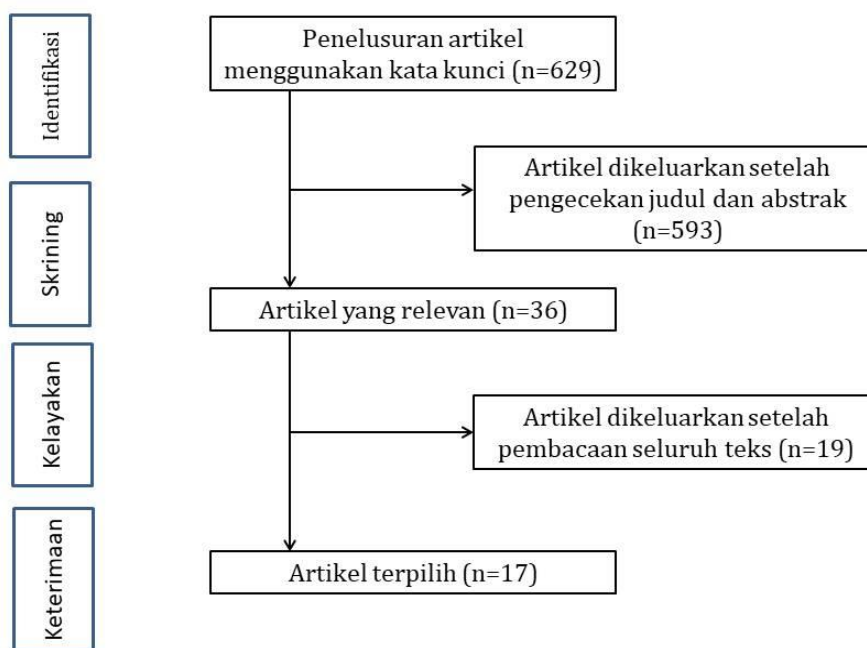 Identifikasi
Penelusuran artikel
menggunakan kata kunci (n=629)
Artikel dikeluarkan setelah
pengecekan judul dan abstrak
(n=593)
Skrining
Artikel yang relevan (n=36)
Kelayakan
Artikel dikeluarkan setelah
pembacaan seluruh teks (n=19)
Keterimaan
Artikel terpilih (n=17)